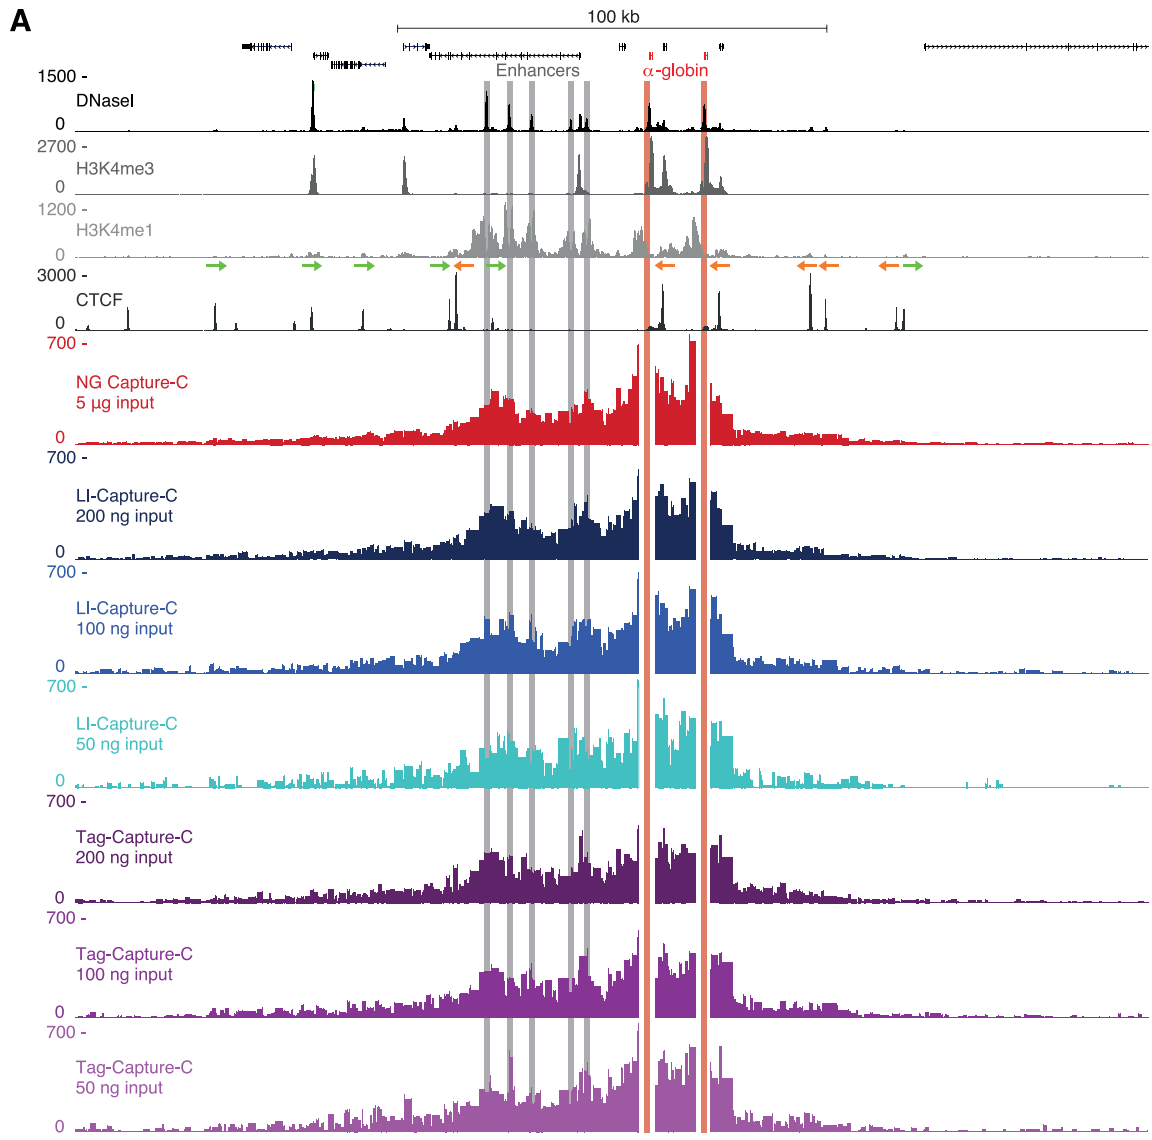 A
100 kb
Enhancers α-globin
1500 -
DNaseI
0
2700 -
H3K4me3
0
1200 -
H3K4me1
0
3000 -
CTCF
0
700 -
NG Capture-C
5 µg input
0
700 -
LI-Capture-C
200 ng input
0
700 -
LI-Capture-C
100 ng input
0
700 -
LI-Capture-C
50 ng input
0
700 -
Tag-Capture-C
200 ng input
0
700 -
Tag-Capture-C
100 ng input
0
700 -
Tag-Capture-C
50 ng input
0